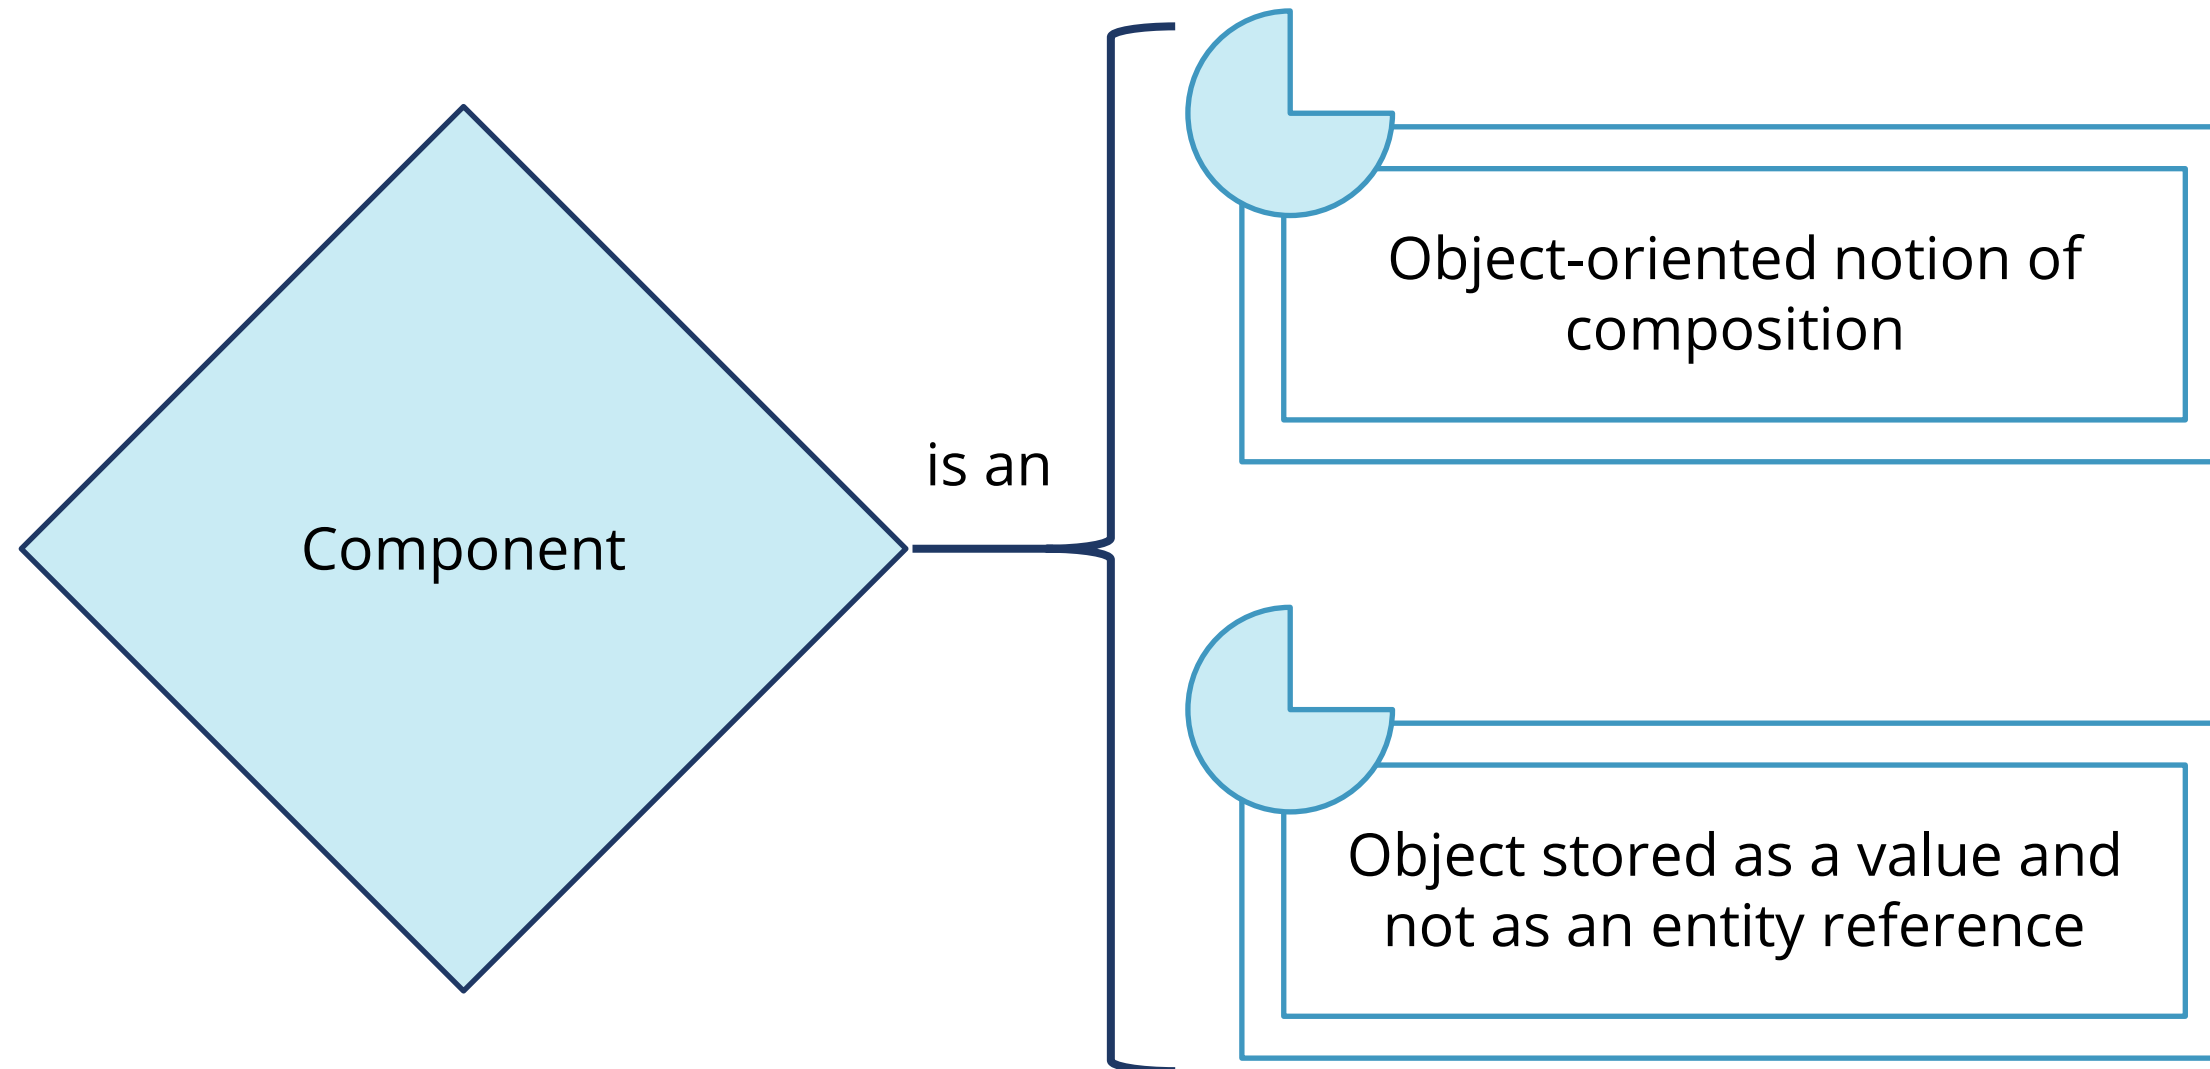 Component
is an
Object-oriented notion of
composition
Object stored as a value and
not as an entity reference